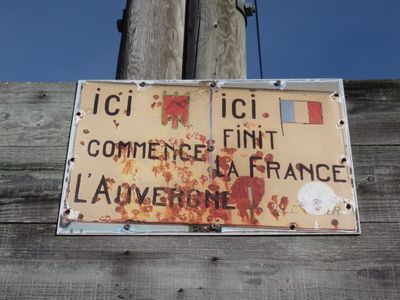 ICI
COMMENCE
L'AUVERGNE
ICI
FINIT
LA FRANCE